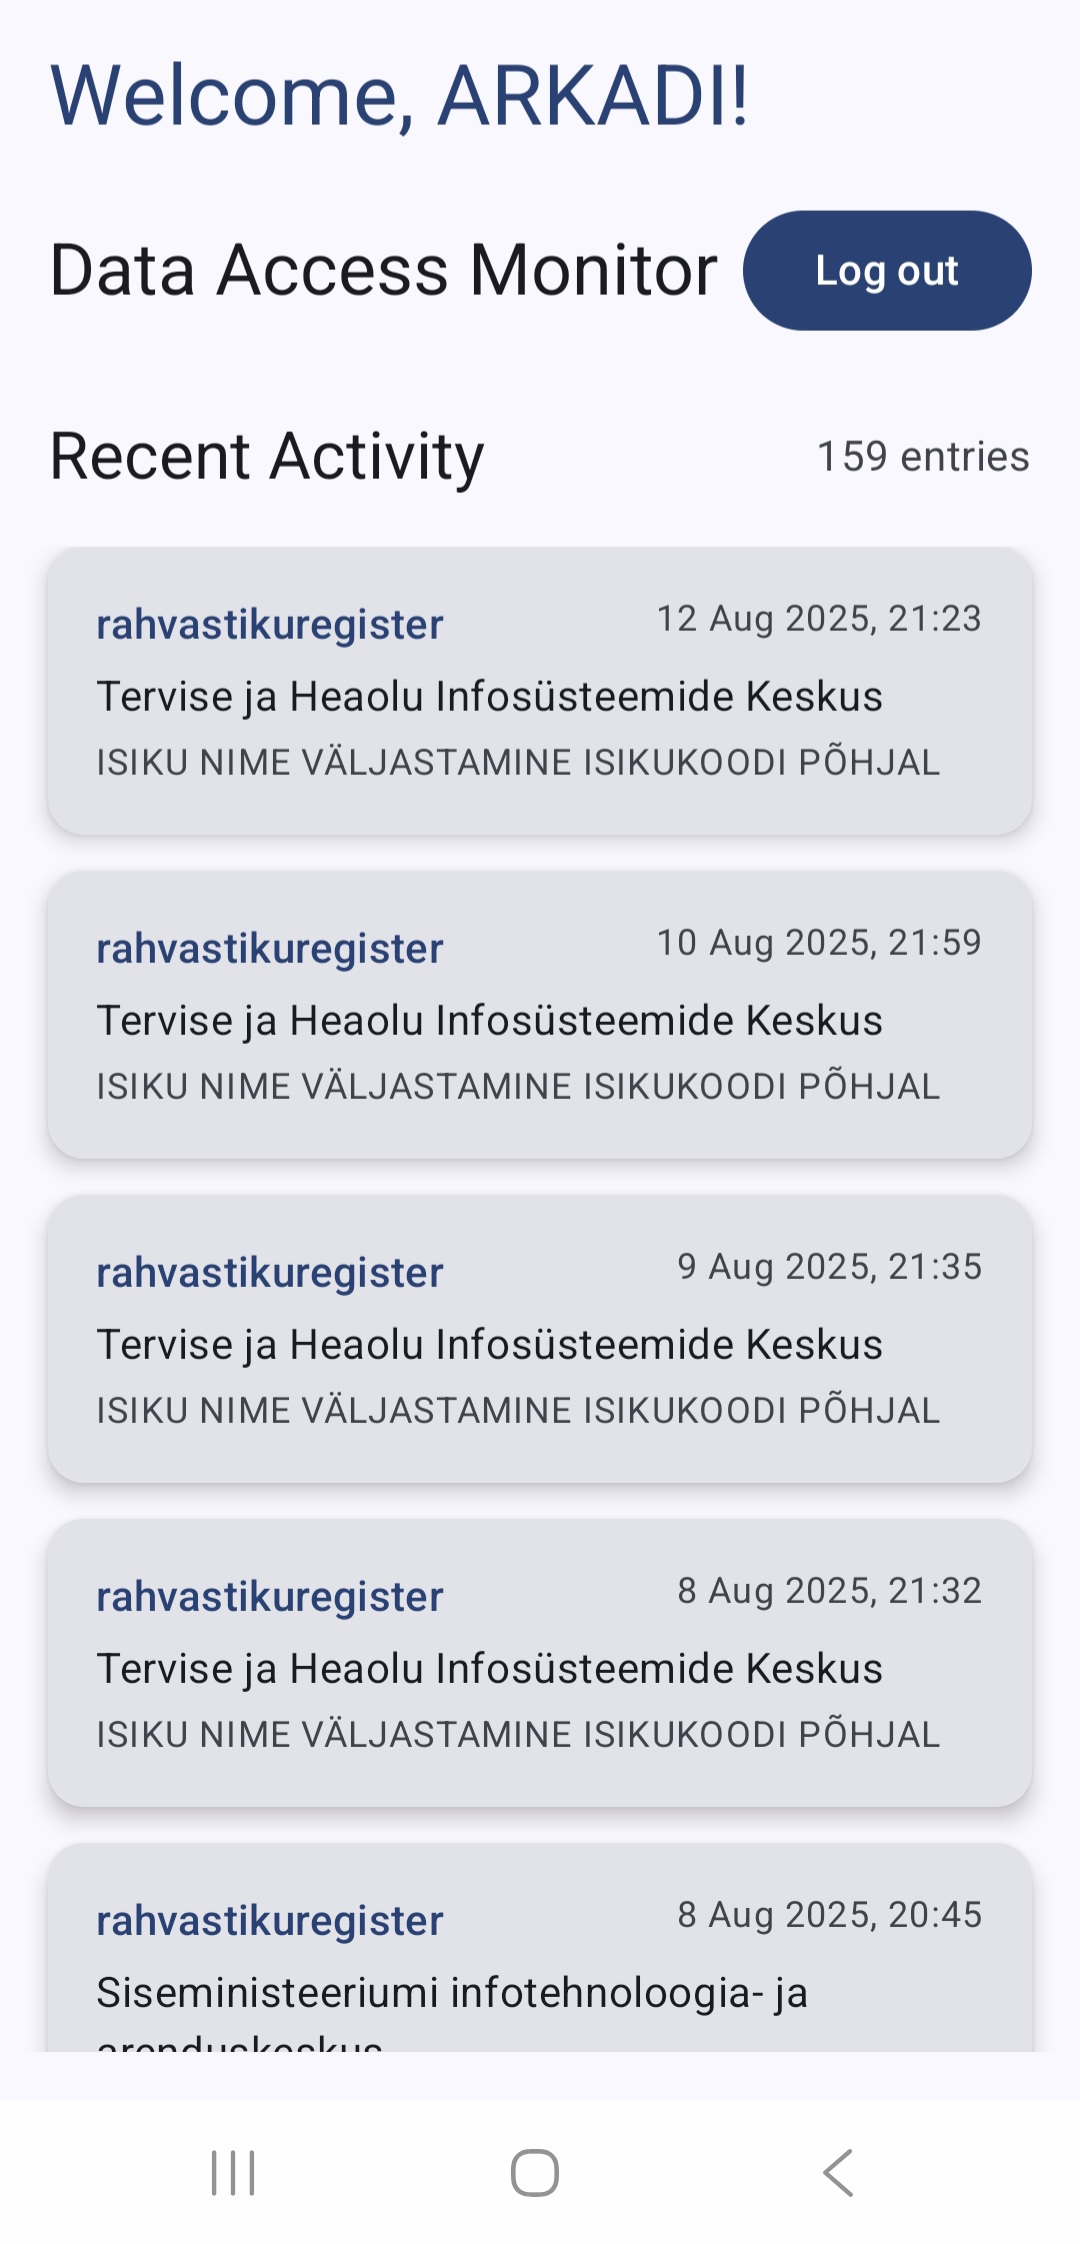 Welcome, ARKADI!
Data Access Monitor
Log out
Recent Activity
159 entries
rahvastikuregister
12 Aug 2025, 21:23
Tervise ja Heaolu Infosüsteemide Keskus
ISIKU NIME VÄLJASTAMINE ISIKUKOODI PÕHJAL
rahvastikuregister
10 Aug 2025, 21:59
Tervise ja Heaolu Infosüsteemide Keskus
ISIKU NIME VÄLJASTAMINE ISIKUKOODI PÕHJAL
rahvastikuregister
9 Aug 2025, 21:35
Tervise ja Heaolu Infosüsteemide Keskus
ISIKU NIME VÄLJASTAMINE ISIKUKOODI PÕHJAL
rahvastikuregister
8 Aug 2025, 21:32
Tervise ja Heaolu Infosüsteemide Keskus
ISIKU NIME VÄLJASTAMINE ISIKUKOODI PÕHJAL
rahvastikuregister
8 Aug 2025, 20:45
Siseministeeriumi infotehnoloogia- ja
arenduskeskus